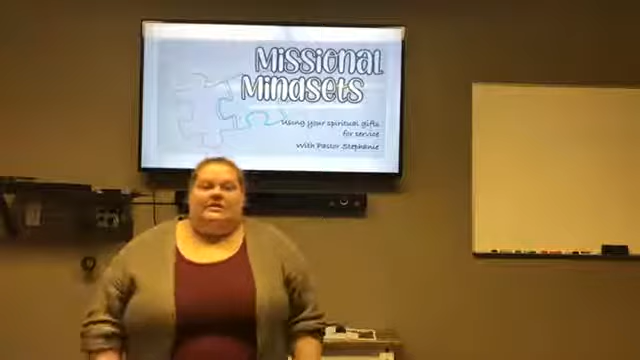 Missional
Mindsets
Using your spiritual gifts
for service
With Pastor Stephanie